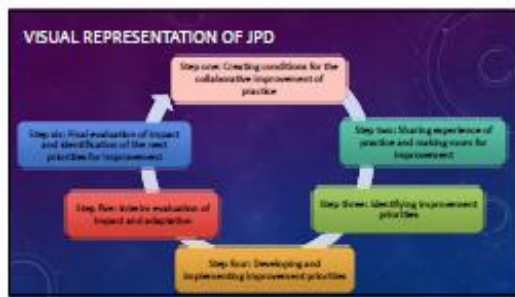 VISUAL REPRESENTATION OF JPD
Step one: Creating conditions for the
collaborative improvement of
practice
Step two: Sharing experience of
practice and making room for
improvement
Step three: Identifying improvement
priorities
Step four: Developing and
implementing improvement priorities
Step five: Interim evaluation of
impact and adaptation
Step six: Final evaluation of impact
and identification of the next
priorities for improvement